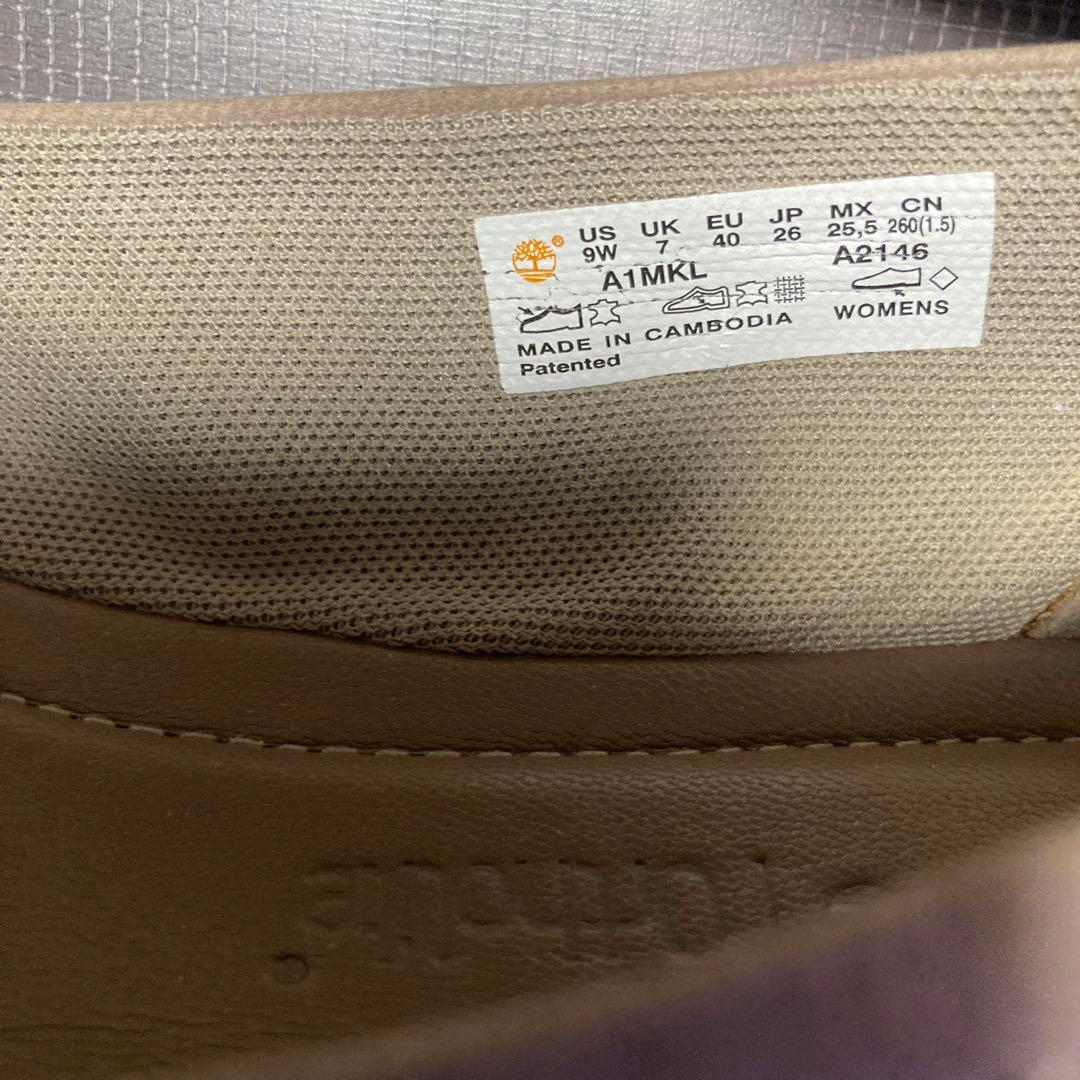 US UK EU JP MX CN
9W 7 40 26 25,5 260(1.5)
A1MKL A2146
MADE IN CAMBODIA WOMENS
Patented